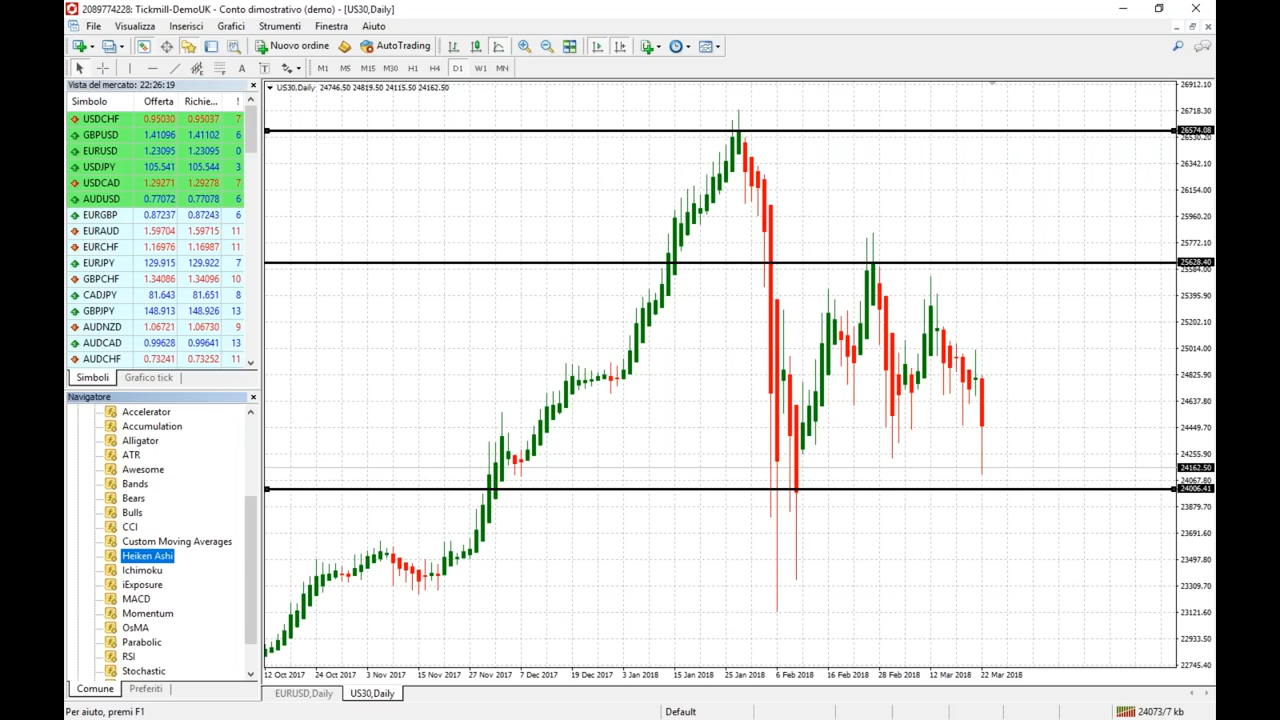 2089774228: Tickmill-DemoUK - Conto dimostrativo (demo) - [US30,Daily]
File Visualizza Inserisci Grafici Strumenti Finestra Aiuto
Nuovo ordine AutoTrading
A T M1 M5 M15 M30 H1 H4 D1 W1 MN
Vista del mercato: 22:26:19
Simbolo Offerta Richie... !
USDCHF 0.95030 0.95037 7
GBPUSD 1.41096 1.41102 6
EURUSD 1.23095 1.23095 0
USDJPY 105.541 105.544 3
USDCAD 1.29271 1.29278 7
AUDUSD 0.77072 0.77078 6
EURGBP 0.87237 0.87243 6
EURAUD 1.59704 1.59715 11
EURCHF 1.16976 1.16987 11
EURJPY 129.915 129.922 7
GBPCHF 1.34086 1.34096 10
CADJPY 81.643 81.651 8
GBPJPY 148.913 148.926 13
AUDNZD 1.06721 1.06730 9
AUDCAD 0.99628 0.99641 13
AUDCHF 0.73241 0.73252 11
Simboli Grafico tick
Navigatore
Accelerator
Accumulation
Alligator
ATR
Awesome
Bands
Bears
Bulls
CCI
Custom Moving Averages
Heiken Ashi
Ichimoku
iExposure
MACD
Momentum
OsMA
Parabolic
RSI
Stochastic
Comune Preferiti
US30,Daily 24746.50 24819.50 24115.50 24162.50
26912.10
26718.30
26574.08
26530.20
26342.10
26154.00
25960.20
25772.10
25628.40
25584.00
25395.90
25202.10
25014.00
24825.90
24637.80
24449.70
24255.90
24162.50
24067.80
24006.41
23879.70
23691.60
23497.80
23309.70
23121.60
22933.50
22745.40
12 Oct 2017 24 Oct 2017 3 Nov 2017 15 Nov 2017 27 Nov 2017 7 Dec 2017 19 Dec 2017 3 Jan 2018 15 Jan 2018 25 Jan 2018 6 Feb 2018 16 Feb 2018 28 Feb 2018 12 Mar 2018 22 Mar 2018
EURUSD,Daily US30,Daily
Per aiuto, premi F1 Default 24073/7 kb